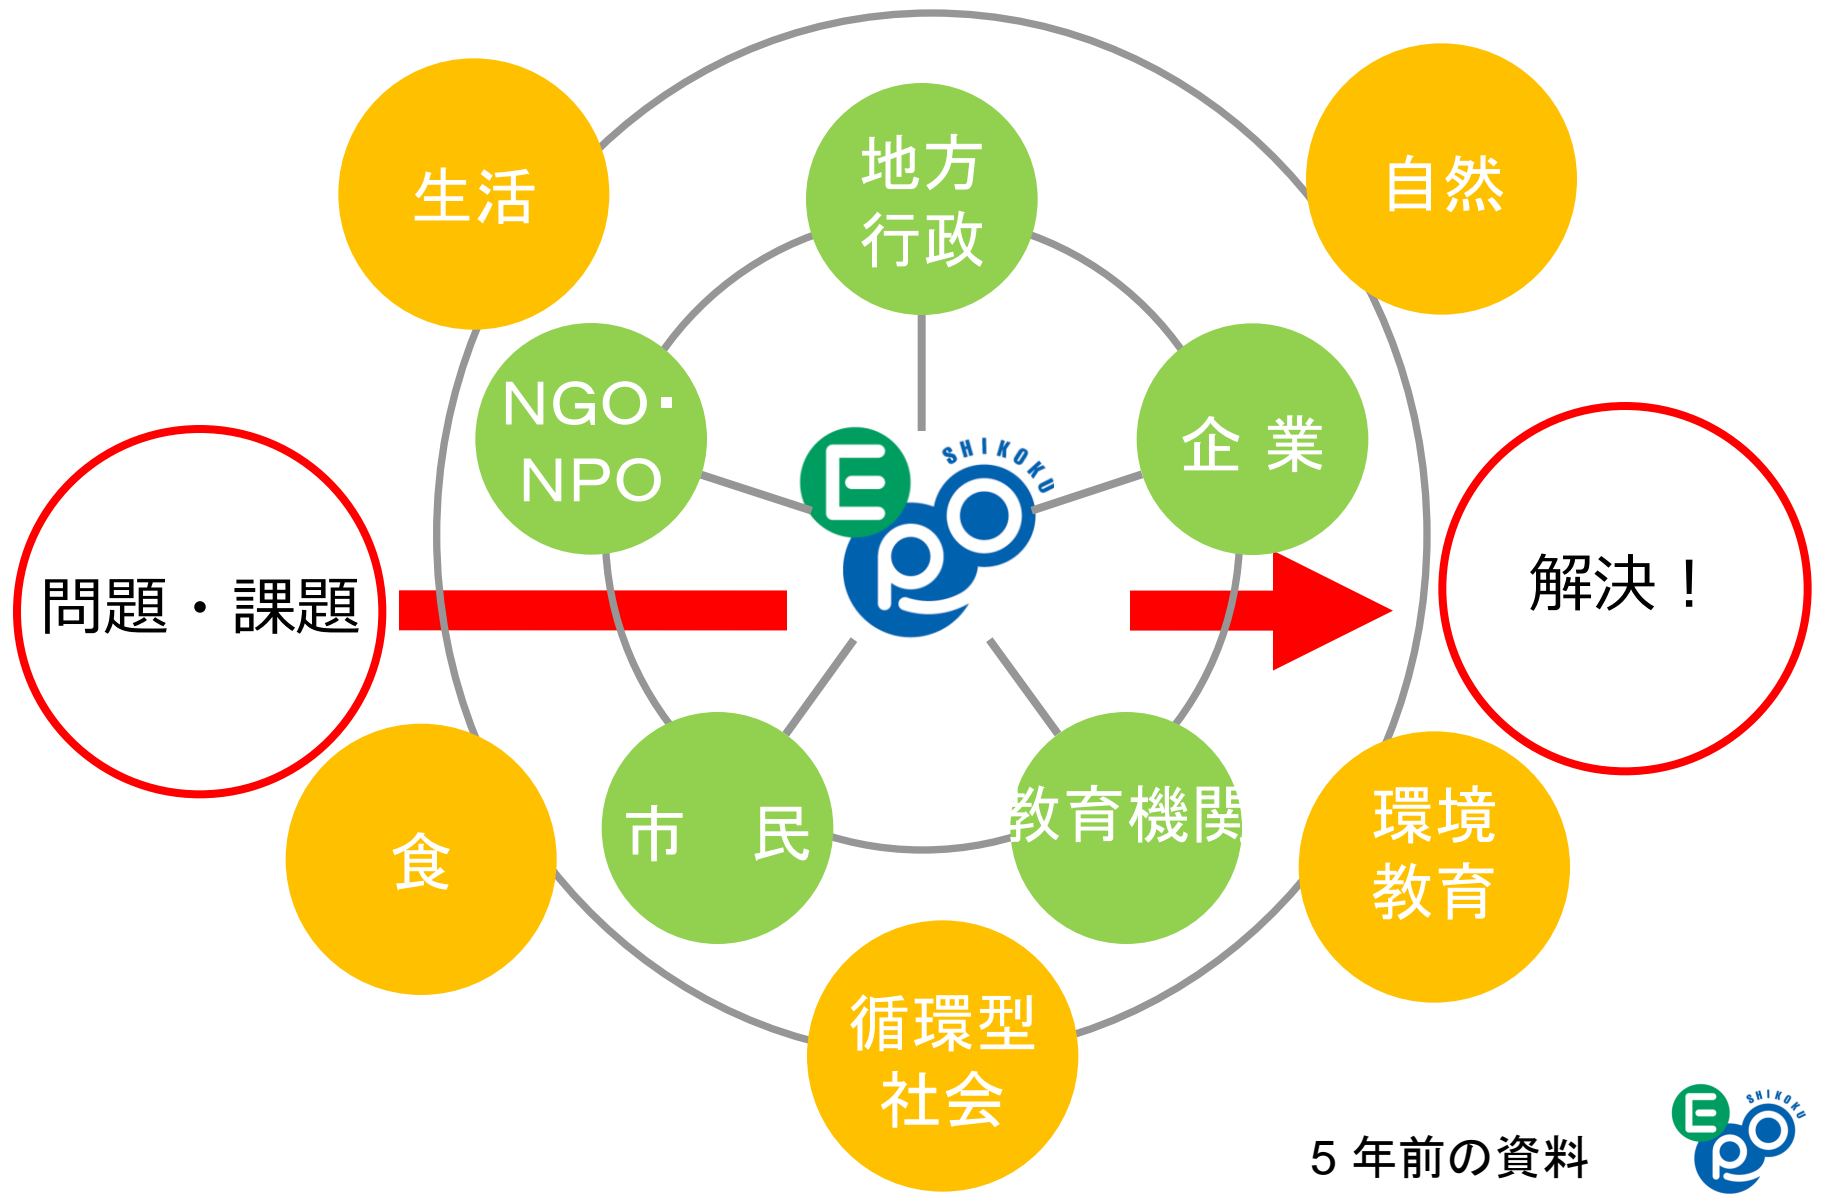 生活
地方
行政
自然
NGO・
NPO
企 業
SHIKOKU
EPO
問題・課題
解決！
市　民
教育機関
食
環境
教育
循環型
社会
５年前の資料
SHIKOKU
EPO